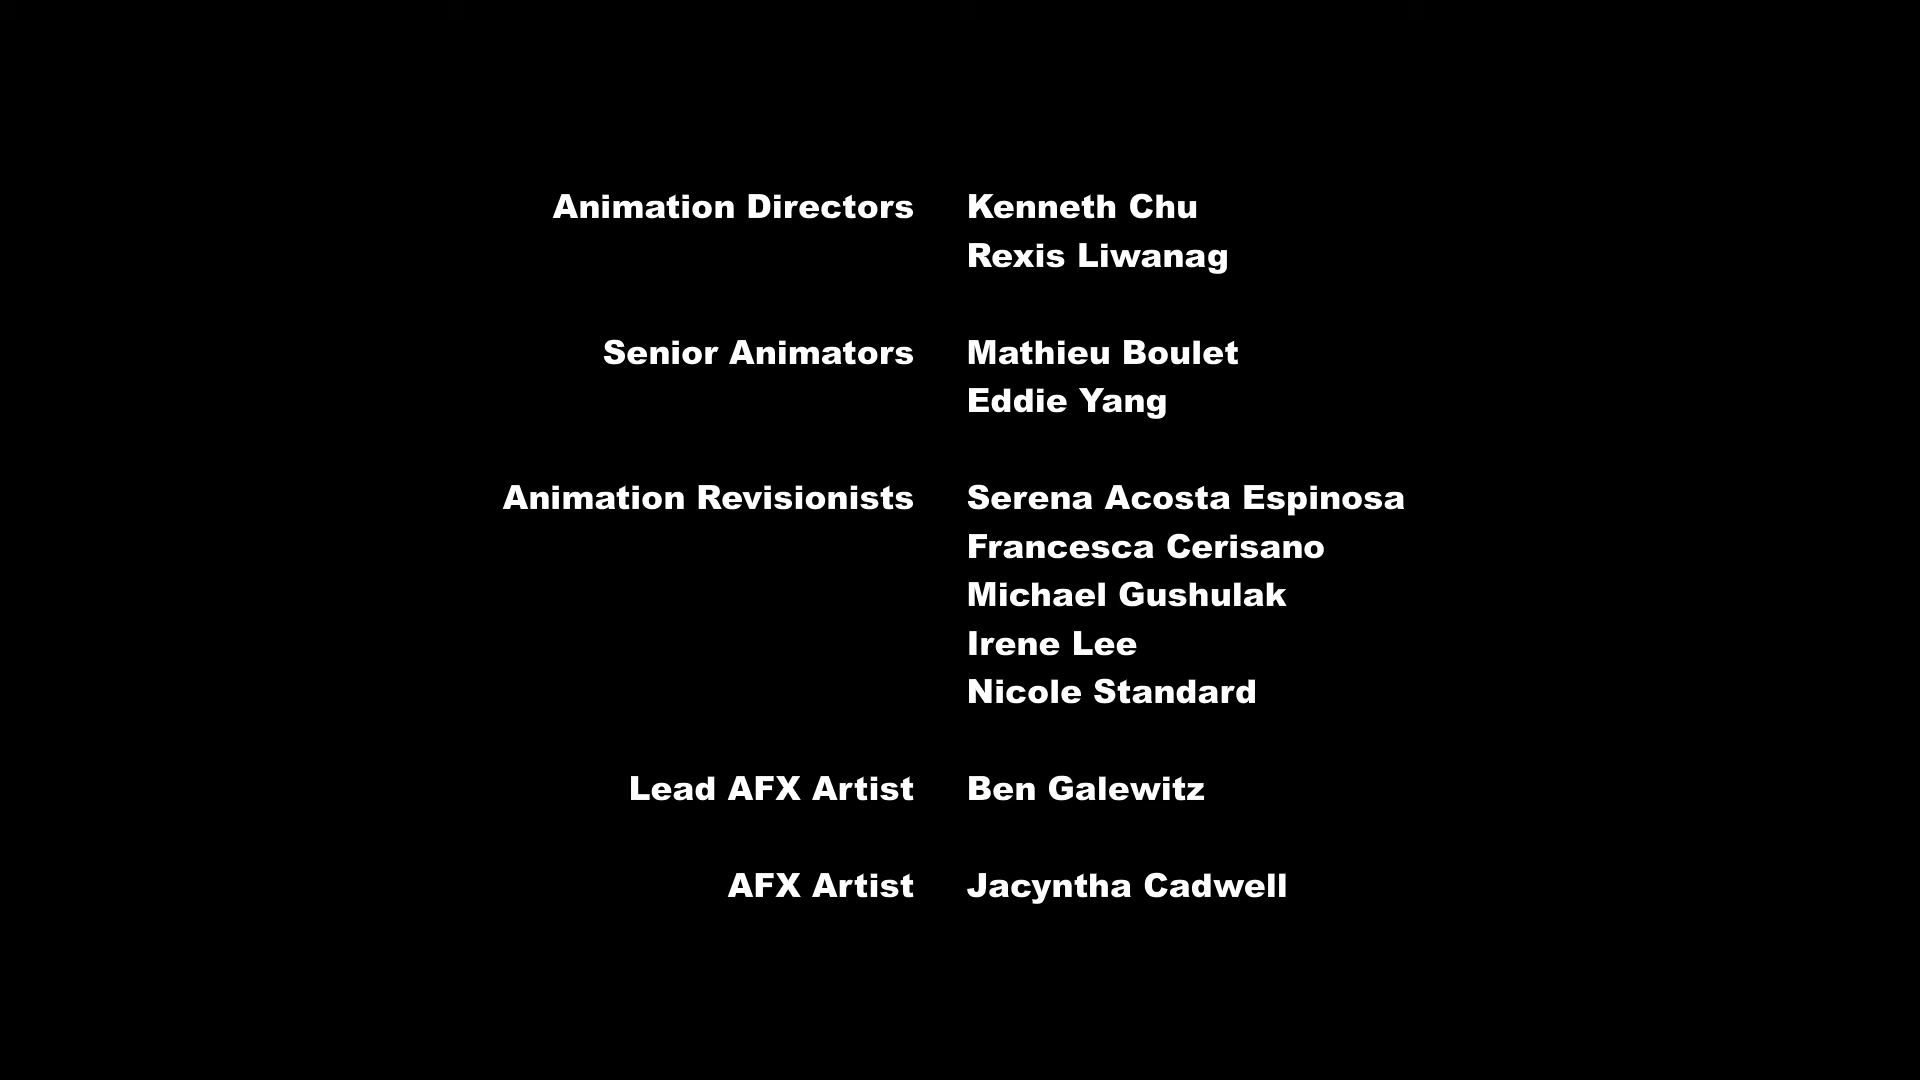 Animation Directors Kenneth Chu
Rexis Liwanag
Senior Animators Mathieu Boulet
Eddie Yang
Animation Revisionists Serena Acosta Espinosa
Francesca Cerisano
Michael Gushulak
Irene Lee
Nicole Standard
Lead AFX Artist Ben Galewitz
AFX Artist Jacyntha Cadwell